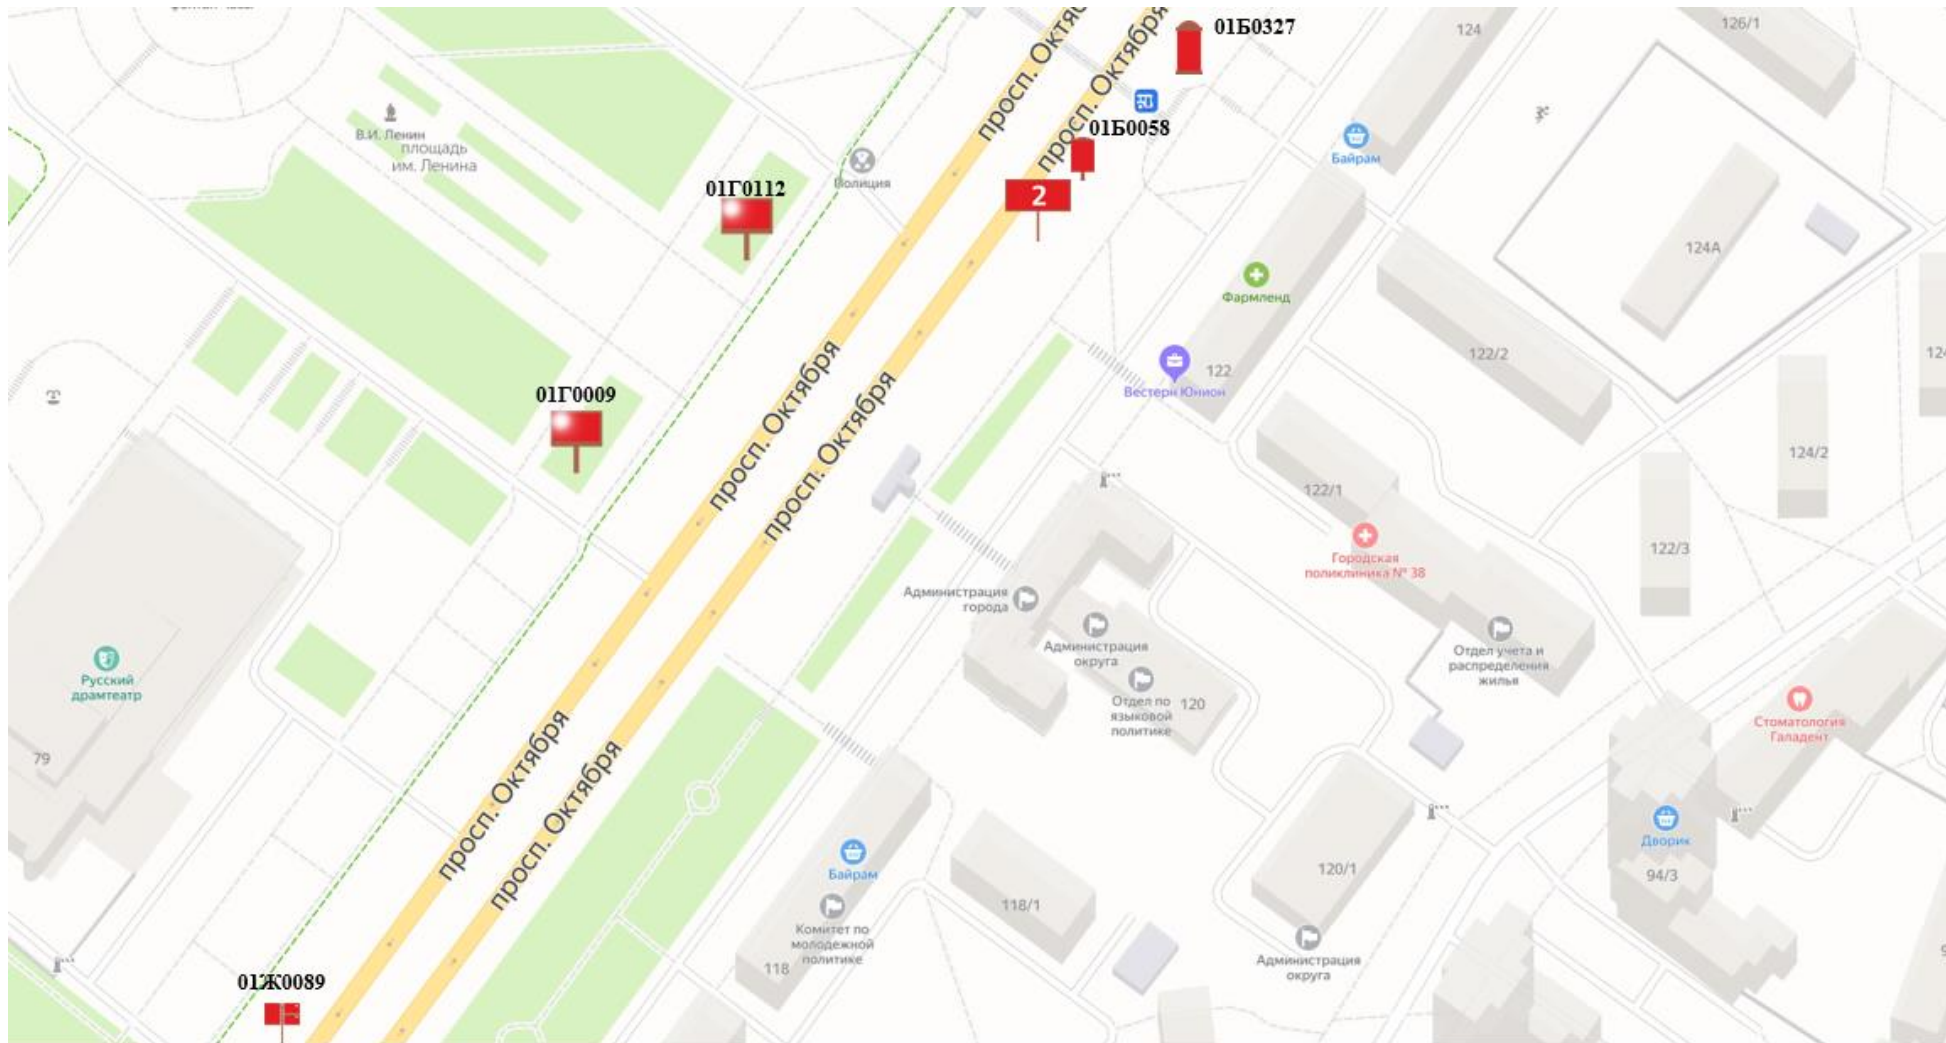 01Б0327
124
126/1
просп. Октяб
просп. Октября
В.И. Ленин
площадь
им. Ленина
Полиция
01Б0058
Байрам
01Г0112
2
124А
Фармленд
122
122/2
Вестерн Юнион
01Г0009
просп. Октября
просп. Октября
124/2
122/1
122/3
Городская
поликлиника № 38
Администрация
города
Администрация
округа
Отдел учета и
распределения
жилья
Русский
драмтеатр
Отдел по
языковой
политике
120
Стоматология
Галадент
79
просп. Октября
просп. Октября
Байрам
Дворик
120/1
94/3
118/1
Комитет по
молодежной
политике
118
Администрация
округа
01Ж0089